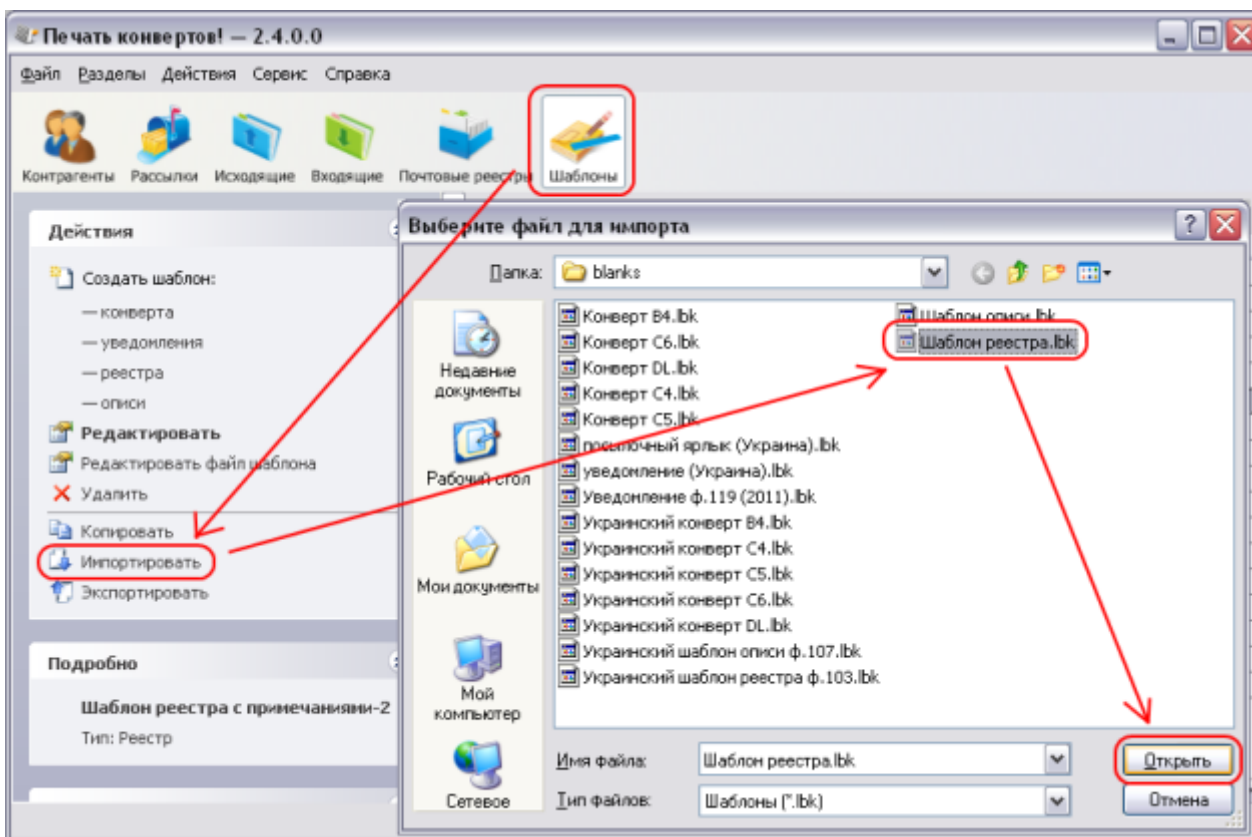 Печать конвертов! — 2.4.0.0
Файл Разделы Действия Сервис Справка
Контрагенты Рассылки Исходящие Входящие Почтовые реестры Шаблоны
Действия
Создать шаблон:
— конверта
— уведомления
— реестра
— описи
Редактировать
Редактировать файл шаблона
Удалить
Копировать
Импортировать
Экспортировать
Подробно
Шаблон реестра с примечаниями-2
Тип: Реестр
Выберите файл для импорта
Папка: blanks
Недавние документы
Рабочий стол
Мои документы
Мой компьютер
Сетевое
Конверт B4.lbk
Конверт C6.lbk
Конверт DL.lbk
Конверт С4.lbk
Конверт С5.lbk
посылочный ярлык (Украина).lbk
уведомление (Украина).lbk
Уведомление ф.119 (2011).lbk
Украинский конверт B4.lbk
Украинский конверт C4.lbk
Украинский конверт C5.lbk
Украинский конверт C6.lbk
Украинский конверт DL.lbk
Украинский шаблон описи ф.107.lbk
Украинский шаблон реестра ф.103.lbk
Шаблон описи.lbk
Шаблон реестра.lbk
Имя файла: Шаблон реестра.lbk
Открыть
Тип файлов: Шаблоны (*.lbk)
Отмена